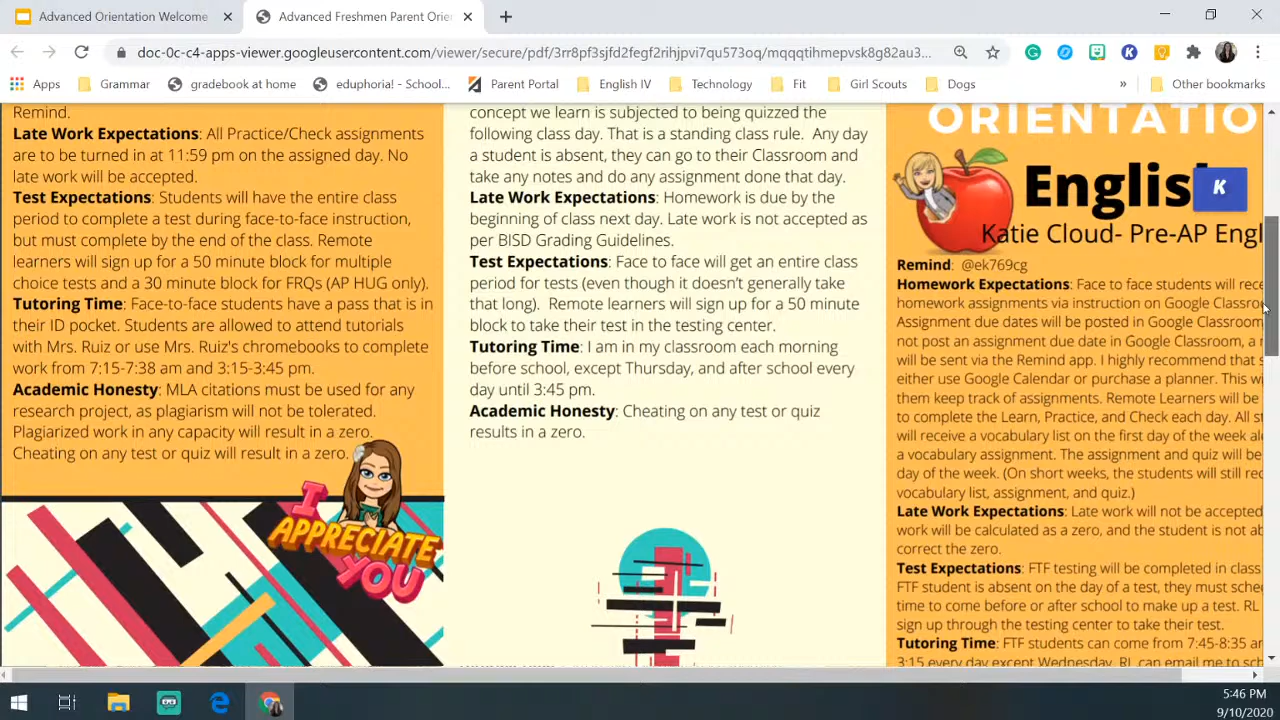 Advanced Orientation Welcome
Advanced Freshmen Parent Orie
doc-0c-c4-apps-viewer.googleusercontent.com/viewer/secure/pdf/3rr8pf3sjfd2fegf2rihjpvi7qu573oq/mqqqtihmepvsk8g82au3...
Apps
Grammar
gradebook at home
eduphoria! - School...
Parent Portal
English IV
Technology
Fit
Girl Scouts
Dogs
»
Other bookmarks
Remind.
Late Work Expectations: All Practice/Check assignments
are to be turned in at 11:59 pm on the assigned day. No
late work will be accepted.
Test Expectations: Students will have the entire class
period to complete a test during face-to-face instruction,
but must complete by the end of the class. Remote
learners will sign up for a 50 minute block for multiple
choice tests and a 30 minute block for FRQs (AP HUG only).
Tutoring Time: Face-to-face students have a pass that is in
their ID pocket. Students are allowed to attend tutorials
with Mrs. Ruiz or use Mrs. Ruiz's chromebooks to complete
work from 7:15-7:38 am and 3:15-3:45 pm.
Academic Honesty: MLA citations must be used for any
research project, as plagiarism will not be tolerated.
Plagiarized work in any capacity will result in a zero.
Cheating on any test or quiz will result in a zero.
I
APPRECIATE
YOU
concept we learn is subjected to being quizzed the
following class day. That is a standing class rule. Any day
a student is absent, they can go to their Classroom and
take any notes and do any assignment done that day.
Late Work Expectations: Homework is due by the
beginning of class next day. Late work is not accepted as
per BISD Grading Guidelines.
Test Expectations: Face to face will get an entire class
period for tests (even though it doesn't generally take
that long). Remote learners will sign up for a 50 minute
block to take their test in the testing center.
Tutoring Time: I am in my classroom each morning
before school, except Thursday, and after school every
day until 3:45 pm.
Academic Honesty: Cheating on any test or quiz
results in a zero.
ORIENTATIO
Englis
K
Katie Cloud- Pre-AP Engl
Remind: @ek769cg
Homework Expectations: Face to face students will rece
homework assignments via instruction on Google Classroo
Assignment due dates will be posted in Google Classroom
not post an assignment due date in Google Classroom, a r
will be sent via the Remind app. I highly recommend that s
either use Google Calendar or purchase a planner. This wi
them keep track of assignments. Remote Learners will be
to complete the Learn, Practice, and Check each day. All st
will receive a vocabulary list on the first day of the week al
a vocabulary assignment. The assignment and quiz will be
day of the week. (On short weeks, the students will still rec
vocabulary list, assignment, and quiz.)
Late Work Expectations: Late work will not be accepted
work will be calculated as a zero, and the student is not ab
correct the zero.
Test Expectations: FTF testing will be completed in class
FTF student is absent on the day of a test, they must sche
time to come before or after school to make up a test. RL
sign up through the testing center to take their test.
Tutoring Time: FTF students can come from 7:45-8:35 ar
3:15 every day except Wednesday. RL can email me to sch
5:46 PM
9/10/2020